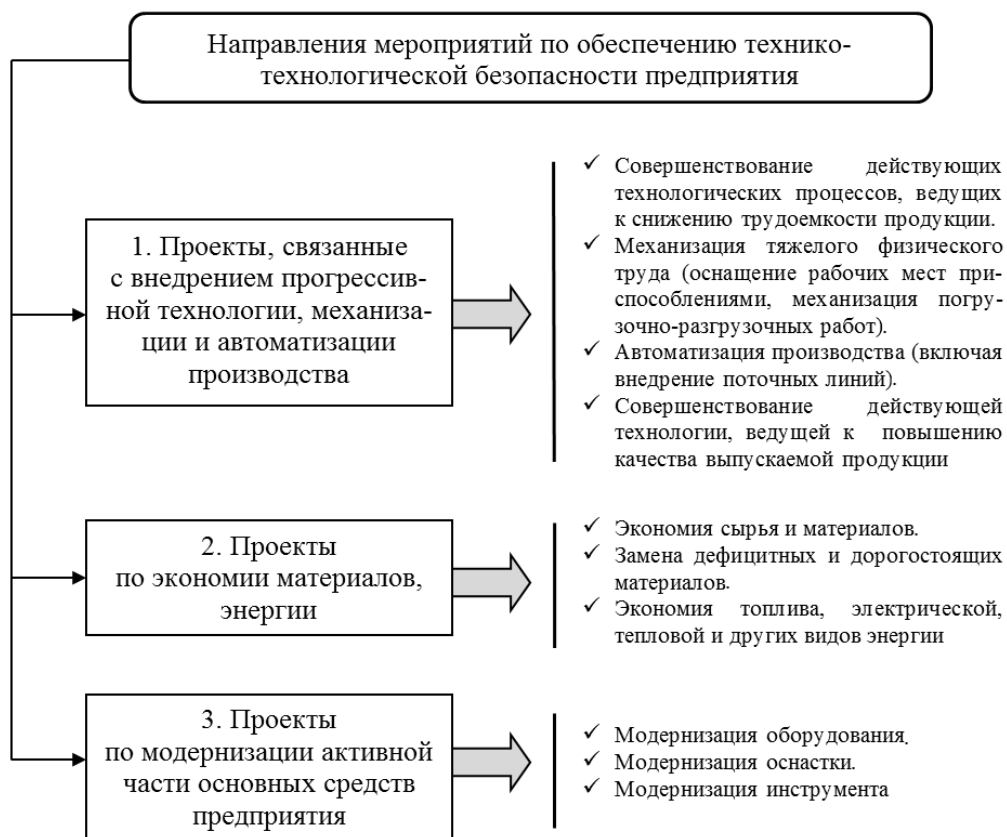 Направления мероприятий по обеспечению технико-
технологической безопасности предприятия
1. Проекты, связанные
с внедрением прогрессив-
ной технологии, механиза-
ции и автоматизации
производства
✓ Совершенствование действующих
технологических процессов, ведущих
к снижению трудоемкости продукции.
✓ Механизация тяжелого физического
труда (оснащение рабочих мест при-
способлениями, механизация погру-
зочно-разгрузочных работ).
✓ Автоматизация производства (включая
внедрение поточных линий).
✓ Совершенствование действующей
технологии, ведущей к повышению
качества выпускаемой продукции
2. Проекты
по экономии материалов,
энергии
✓ Экономия сырья и материалов.
✓ Замена дефицитных и дорогостоящих
материалов.
✓ Экономия топлива, электрической,
тепловой и других видов энергии
3. Проекты
по модернизации активной
части основных средств
предприятия
✓ Модернизация оборудования.
✓ Модернизация оснастки.
✓ Модернизация инструмента